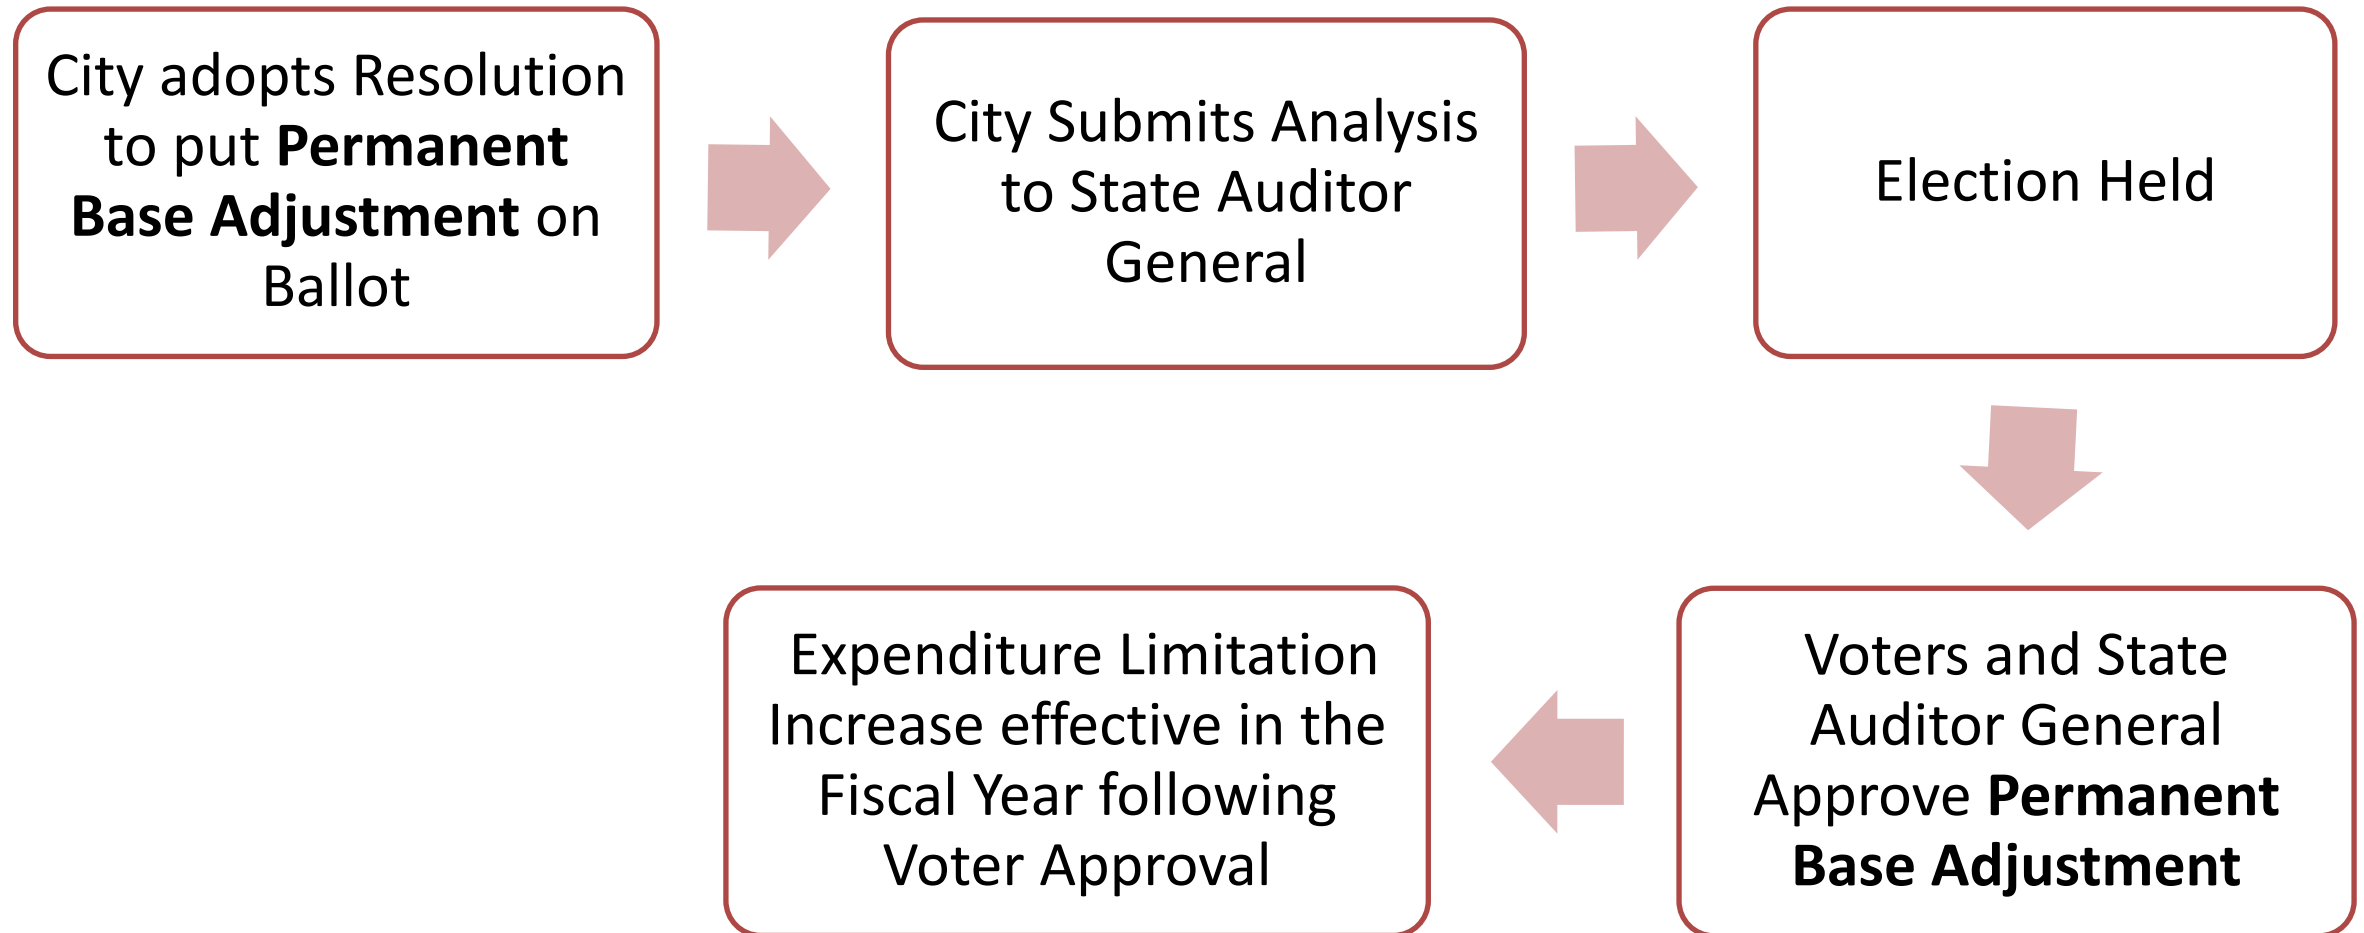 City adopts Resolution
to put Permanent
Base Adjustment on
Ballot
City Submits Analysis
to State Auditor
General
Election Held
Voters and State
Auditor General
Approve Permanent
Base Adjustment
Expenditure Limitation
Increase effective in the
Fiscal Year following
Voter Approval